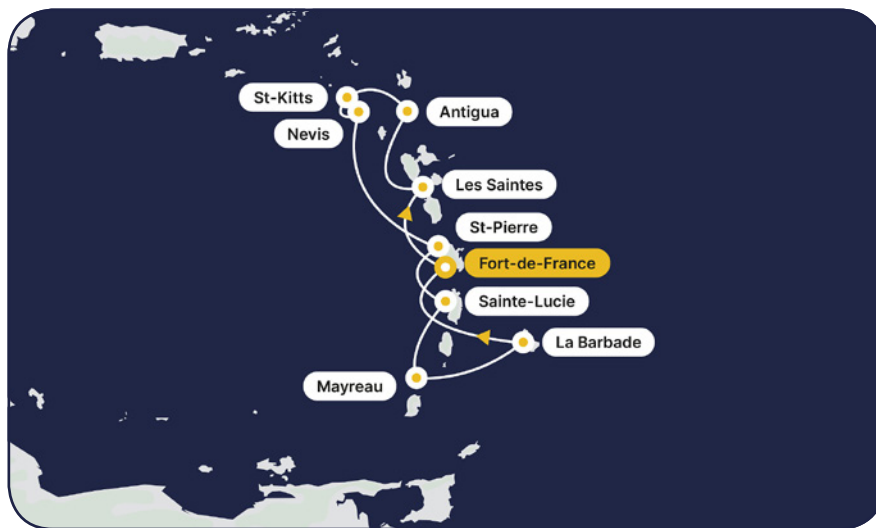 St-Kitts
Antigua
Nevis
Les Saintes
St-Pierre
Fort-de-France
Sainte-Lucie
La Barbade
Mayreau